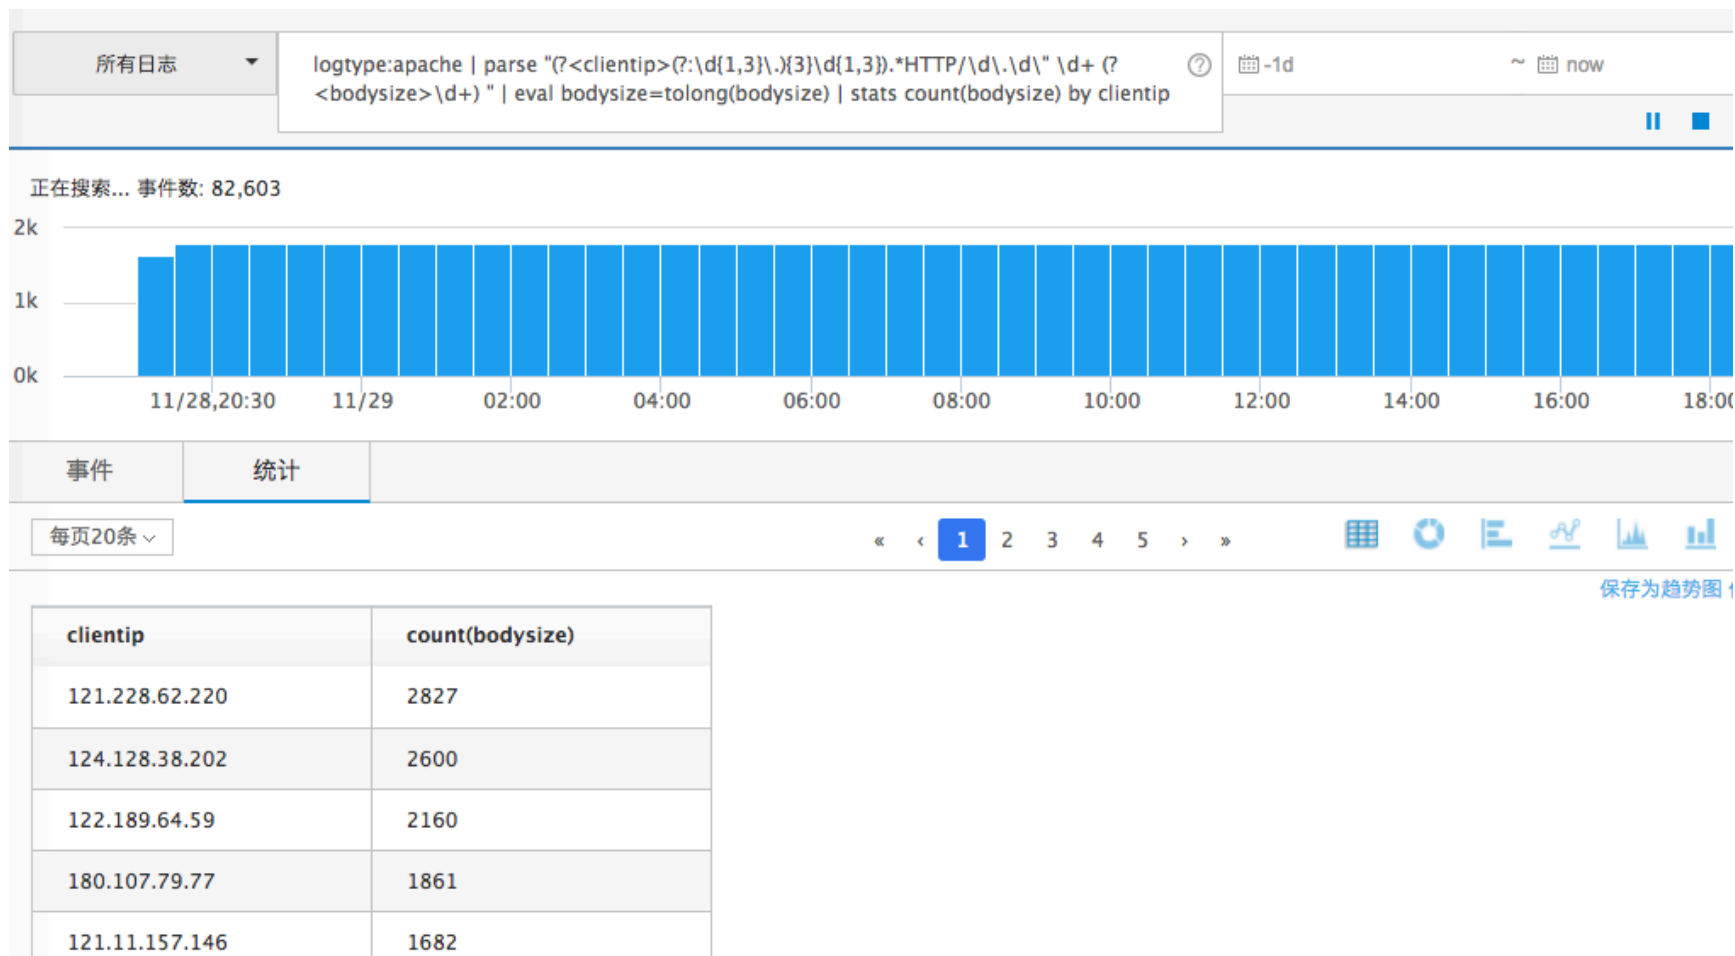 所有日志
logtype:apache | parse "(?<clientip>(?:\d{1,3}\.){3}\d{1,3}).*HTTP/\d\.\d\" \d+ (?
<bodysize>\d+) " | eval bodysize=tolong(bodysize) | stats count(bodysize) by clientip
-1d ~ now
正在搜索... 事件数: 82,603
2k
1k
0k
11/28,20:30 11/29 02:00 04:00 06:00 08:00 10:00 12:00 14:00 16:00 18:00
事件 统计
每页20条
« ‹ 1 2 3 4 5 › »
保存为趋势图
clientip count(bodysize)
121.228.62.220 2827
124.128.38.202 2600
122.189.64.59 2160
180.107.79.77 1861
121.11.157.146 1682